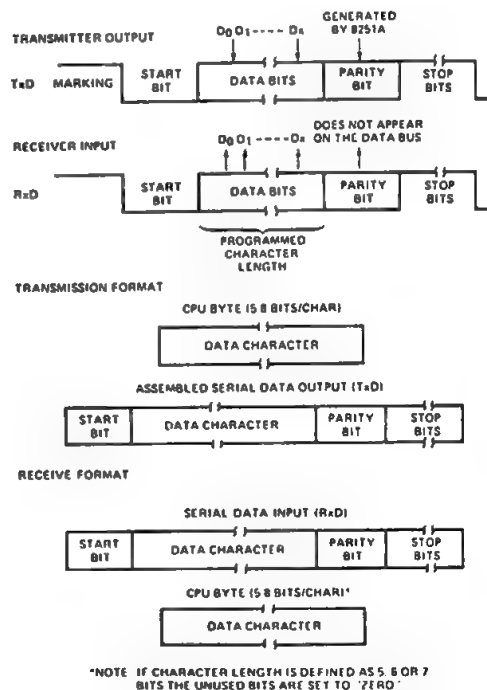 GENERATED
BY 8251A
TRANSMITTER OUTPUT
D0 D1 ---- Dx
TxD MARKING
START
BIT
DATA BITS
PARITY
BIT
STOP
BITS
DOES NOT APPEAR
ON THE DATA BUS
RECEIVER INPUT
D0 D1 ---- Dx
RxD
START
BIT
DATA BITS
PARITY
BIT
STOP
BITS
PROGRAMMED
CHARACTER
LENGTH
TRANSMISSION FORMAT
CPU BYTE (5 8 BITS/CHAR)
DATA CHARACTER
ASSEMBLED SERIAL DATA OUTPUT (TxD)
START
BIT
DATA CHARACTER
PARITY
BIT
STOP
BITS
RECEIVE FORMAT
SERIAL DATA INPUT (RxD)
START
BIT
DATA CHARACTER
PARITY
BIT
STOP
BITS
CPU BYTE (5 8 BITS/CHAR)*
DATA CHARACTER
*NOTE IF CHARACTER LENGTH IS DEFINED AS 5, 6 OR 7
BITS THE UNUSED BITS ARE SET TO "ZERO"